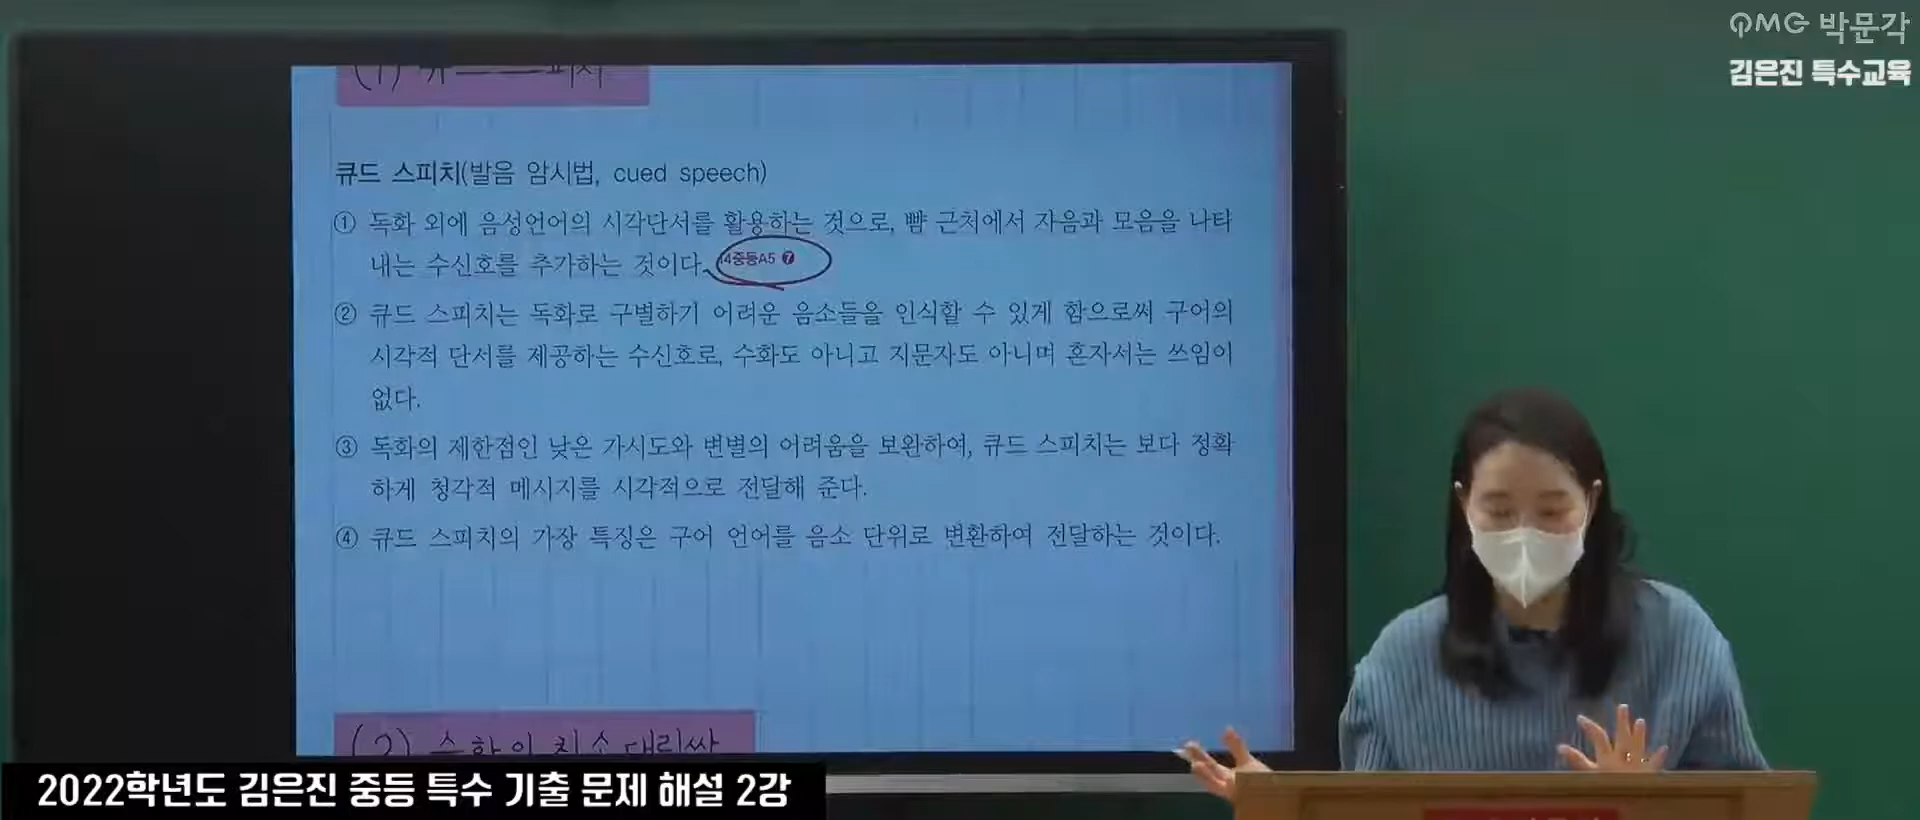 PMG 박문각
김은진 특수교육
(1) 큐
피치
큐드 스피치(발음 암시법, cued speech)
① 독화 외에 음성언어의 시각단서를 활용하는 것으로, 뺨 근처에서 자음과 모음을 나타
내는 수신호를 추가하는 것이다. 4중등A5 ❼
② 큐드 스피치는 독화로 구별하기 어려운 음소들을 인식할 수 있게 함으로써 구어의
시각적 단서를 제공하는 수신호로, 수화도 아니고 지문자도 아니며 혼자서는 쓰임이
없다.
③ 독화의 제한점인 낮은 가시도와 변별의 어려움을 보완하여, 큐드 스피치는 보다 정확
하게 청각적 메시지를 시각적으로 전달해 준다.
④ 큐드 스피치의 가장 특징은 구어 언어를 음소 단위로 변환하여 전달하는 것이다.
(2) 수화의 최소대립쌍
2022학년도 김은진 중등 특수 기출 문제 해설 2강